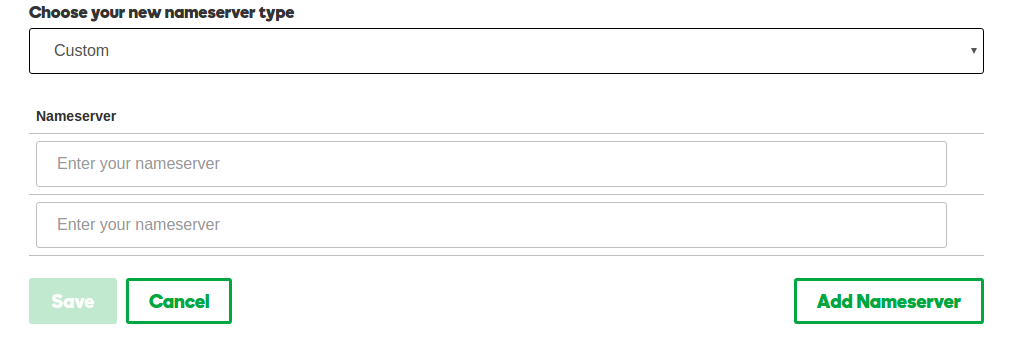 Choose your new nameserver type
Custom
Nameserver
Enter your nameserver
Enter your nameserver
Save Cancel Add Nameserver